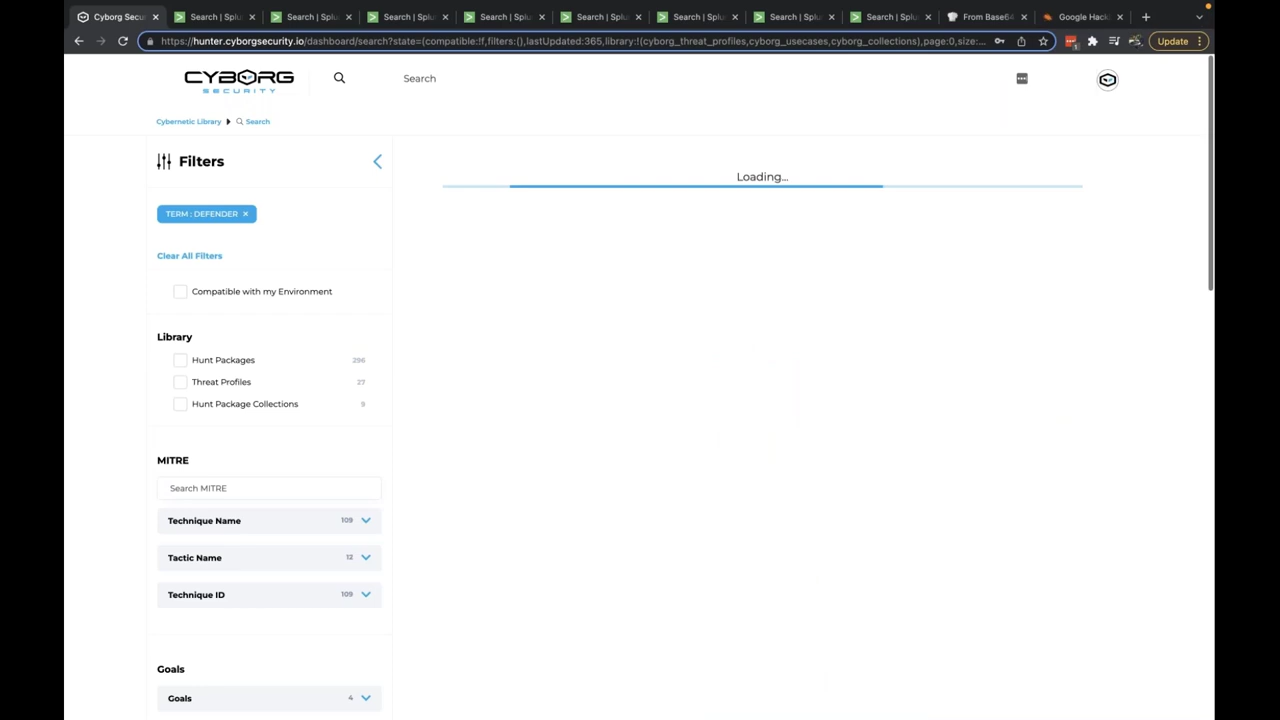 Cyborg Secu
Search | Splu
Search | Splu
Search | Splu
Search | Splu
Search | Splu
Search | Splu
Search | Splu
Search | Splu
From Base64
Google Hack
https://hunter.cyborgsecurity.io/dashboard/search?state=(compatible:!f,filters:(),lastUpdated:365,library:!(cyborg_threat_profiles,cyborg_usecases,cyborg_collections),page:0,size:...
Update
CYBORG
SECURITY
Search
Cybernetic Library
Search
Filters
Loading...
TERM : DEFENDER
Clear All Filters
Compatible with my Environment
Library
Hunt Packages 296
Threat Profiles 27
Hunt Package Collections 9
MITRE
Search MITRE
Technique Name 109
Tactic Name 12
Technique ID 109
Goals
Goals 4